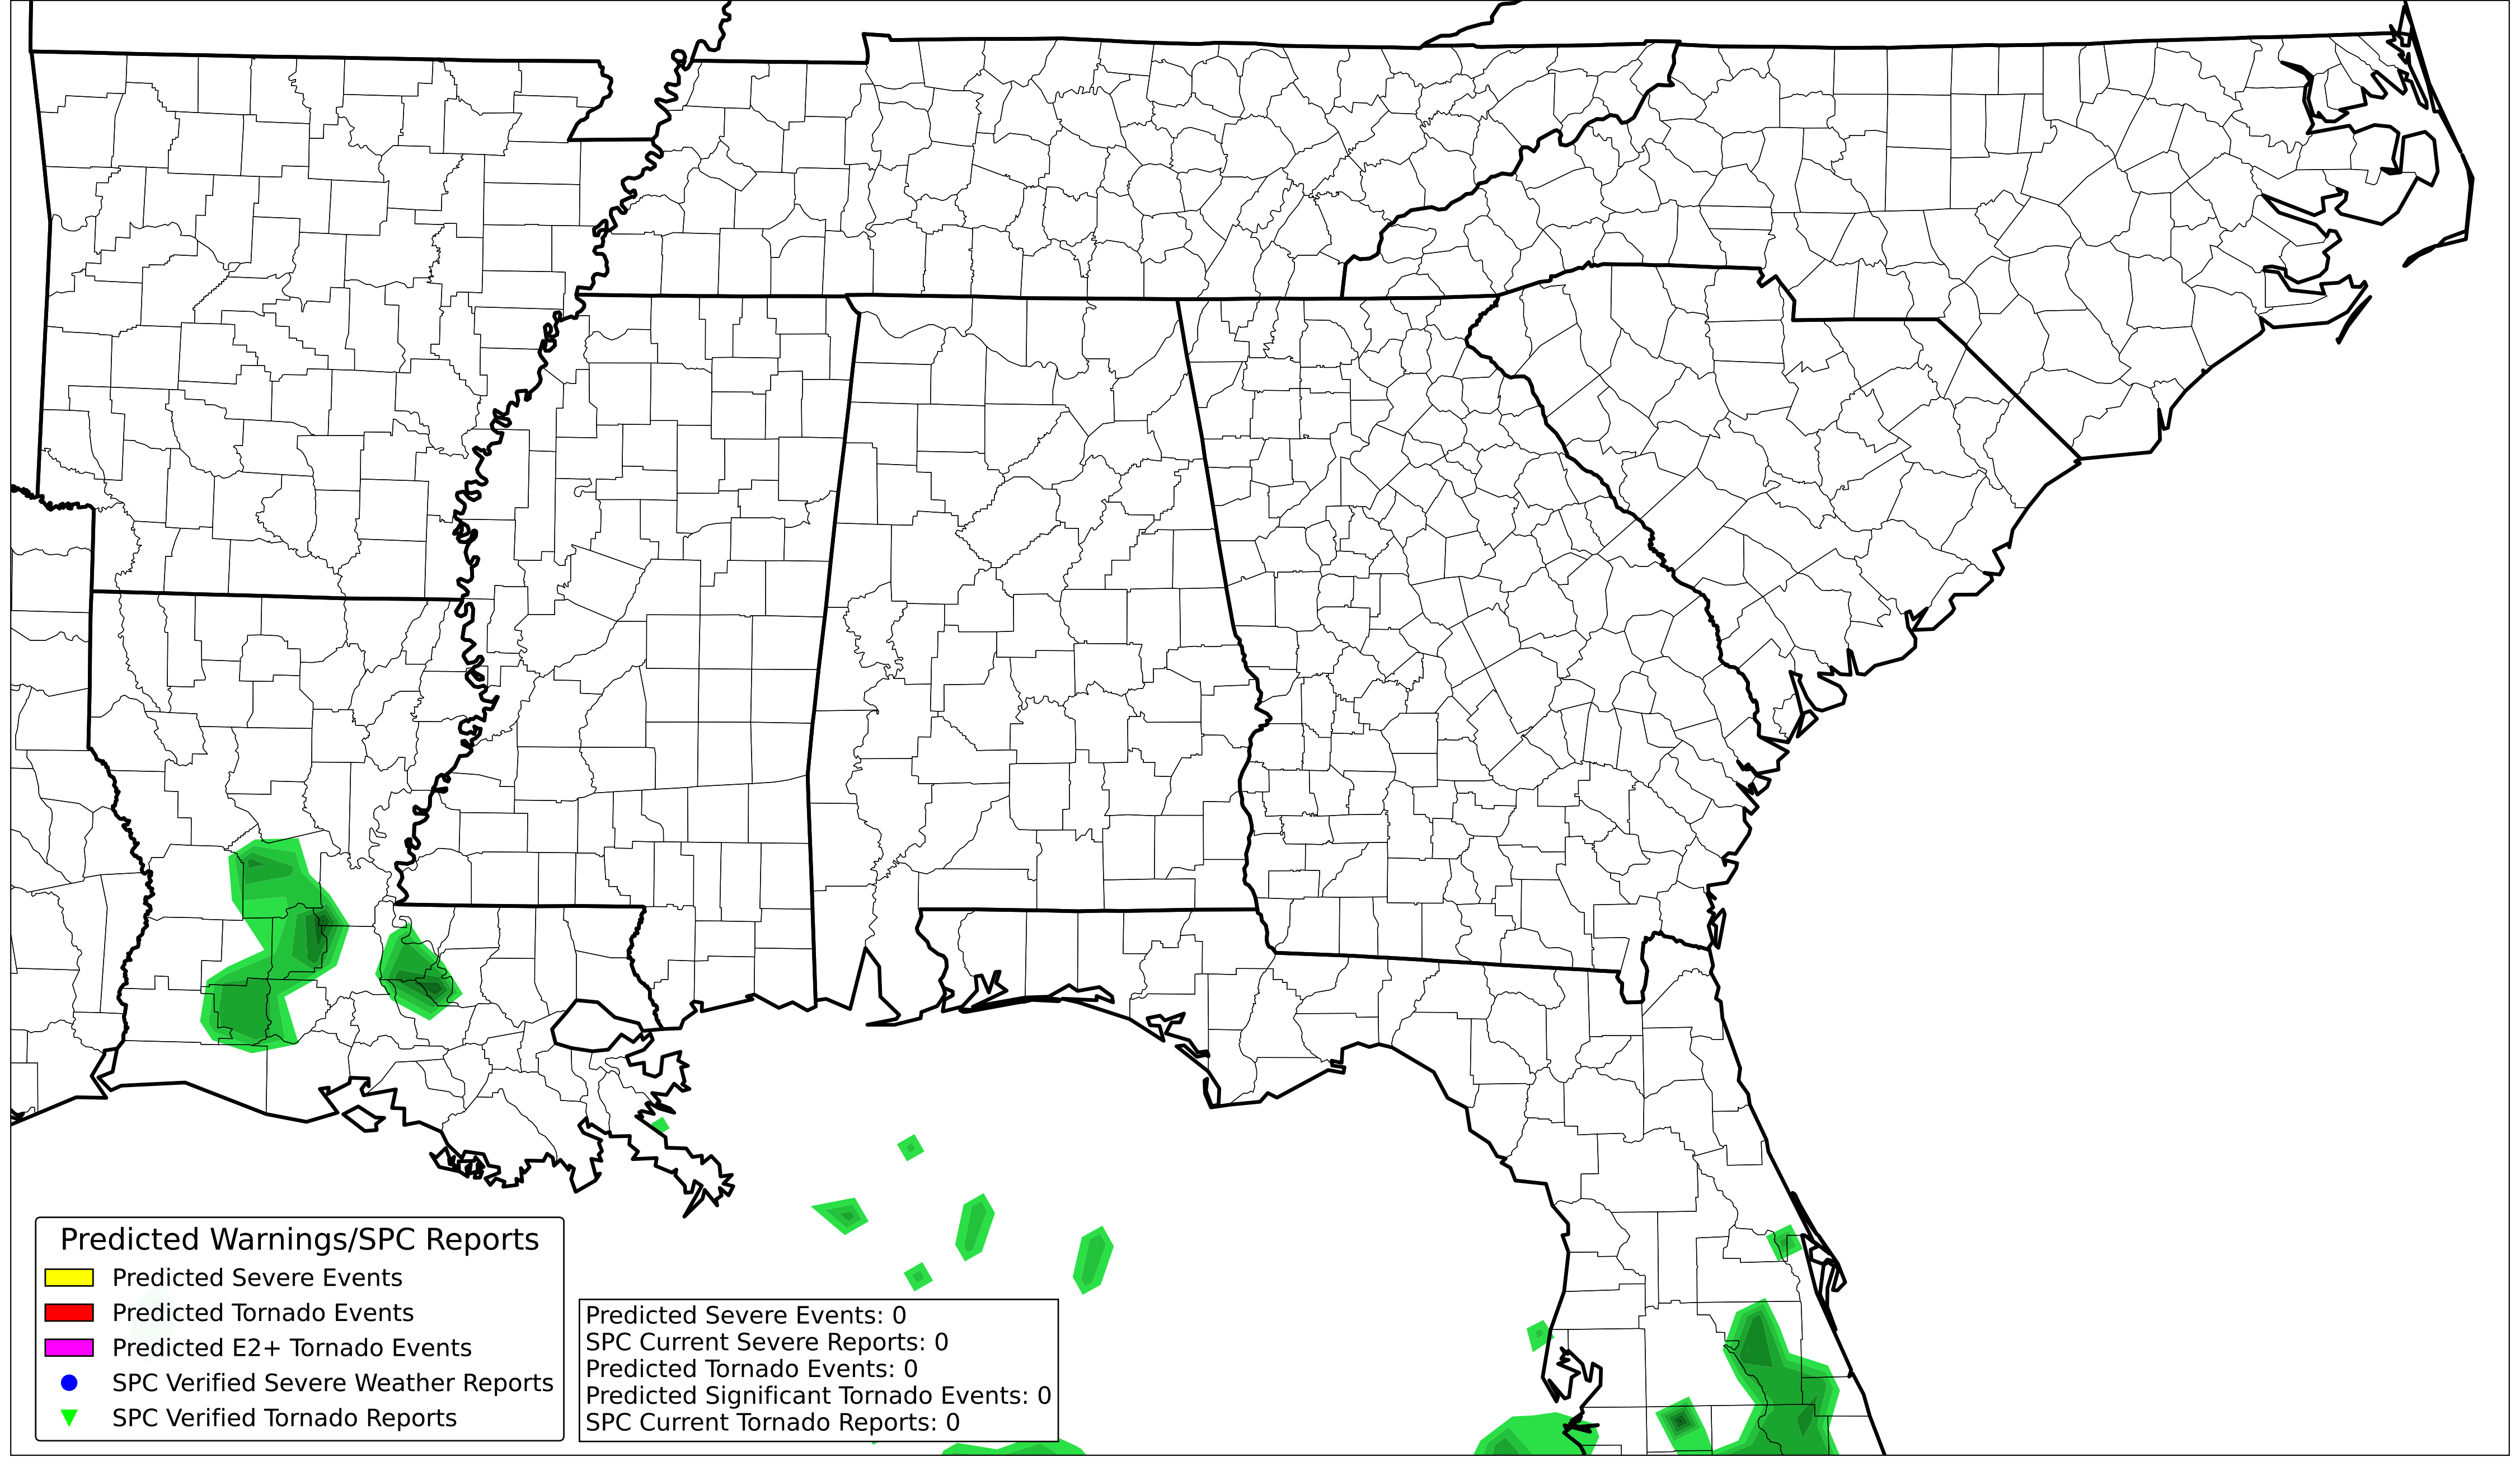 Predicted Warnings/SPC Reports
Predicted Severe Events
Predicted Tornado Events
Predicted E2+ Tornado Events
SPC Verified Severe Weather Reports
SPC Verified Tornado Reports
Predicted Severe Events: 0
SPC Current Severe Reports: 0
Predicted Tornado Events: 0
Predicted Significant Tornado Events: 0
SPC Current Tornado Reports: 0